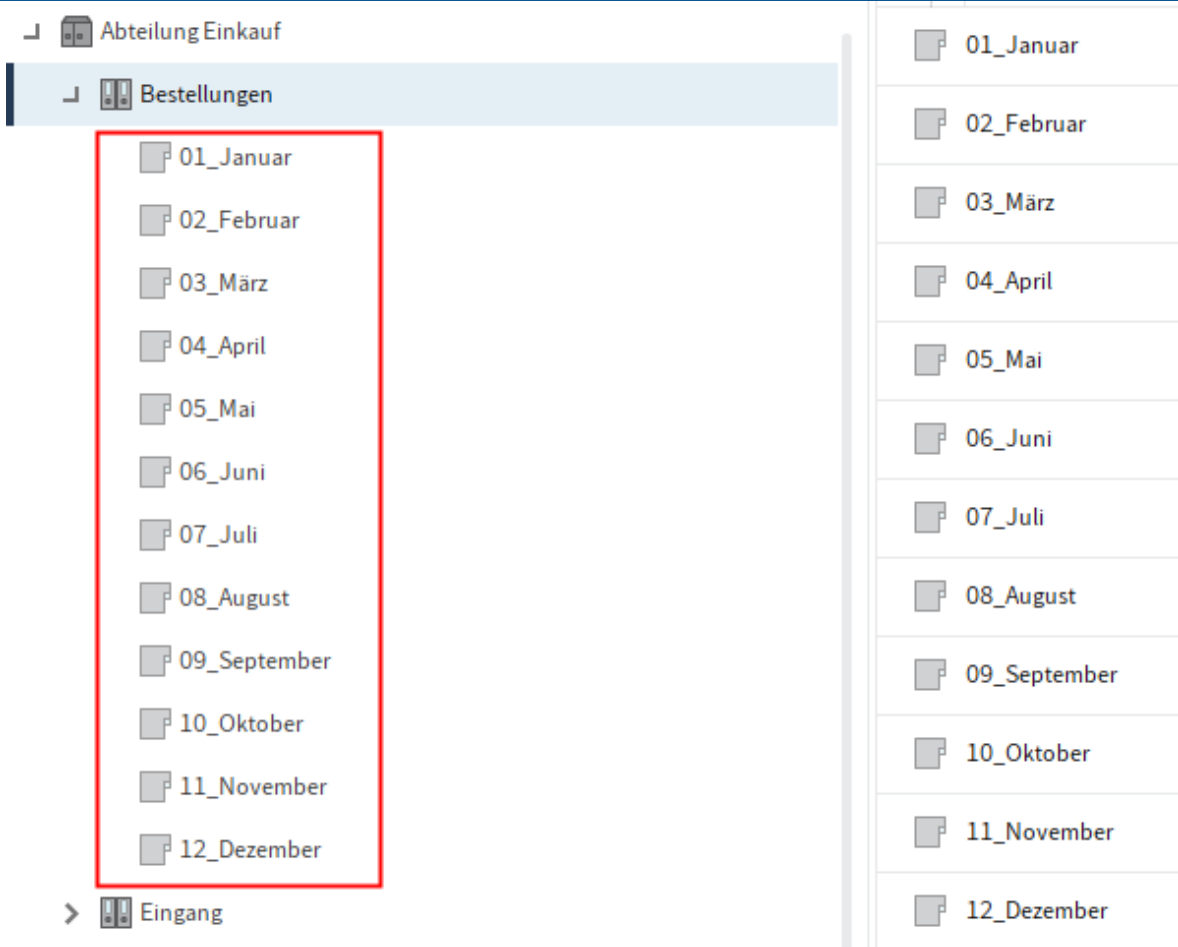 Abteilung Einkauf
Bestellungen
01_Januar
02_Februar
03_März
04_April
05_Mai
06_Juni
07_Juli
08_August
09_September
10_Oktober
11_November
12_Dezember
Eingang
01_Januar
02_Februar
03_März
04_April
05_Mai
06_Juni
07_Juli
08_August
09_September
10_Oktober
11_November
12_Dezember